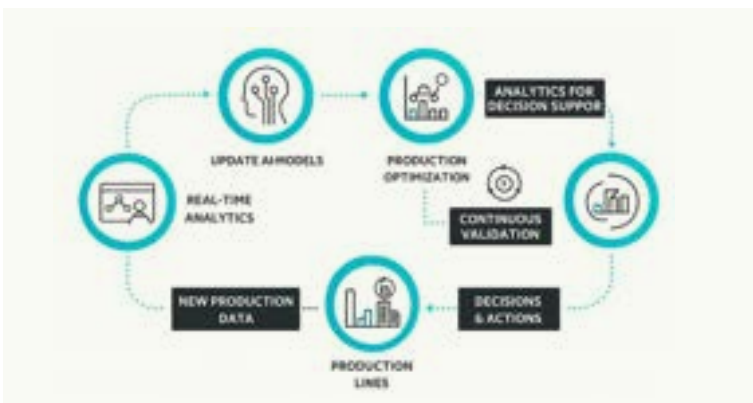 ANALYTICS FOR
DECISION SUPPOR
UPDATE AI-MODELS
PRODUCTION
OPTIMIZATION
REAL-TIME
ANALYTICS
CONTINUOUS
VALIDATION
NEW PRODUCTION
DATA
DECISIONS
& ACTIONS
PRODUCTION
LINES